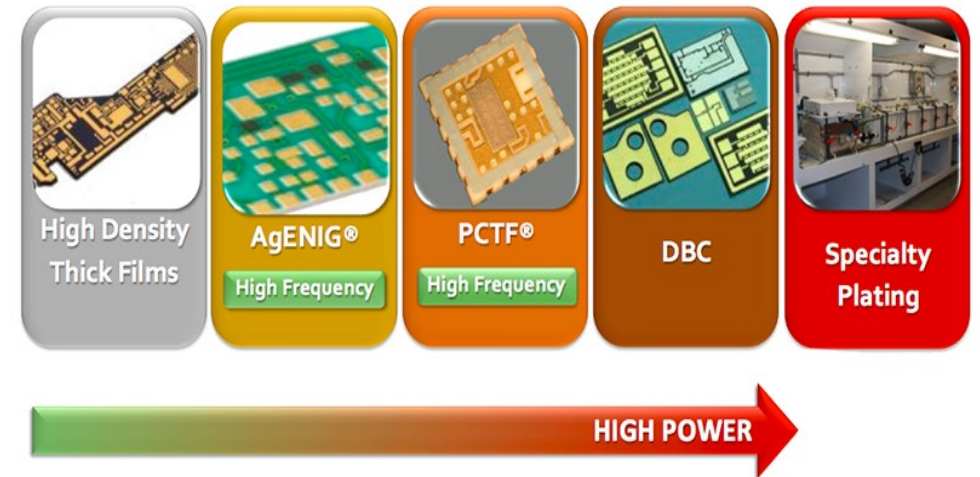 High Density
Thick Films
AgENIG®
High Frequency
PCTF®
High Frequency
DBC
Specialty
Plating
HIGH POWER